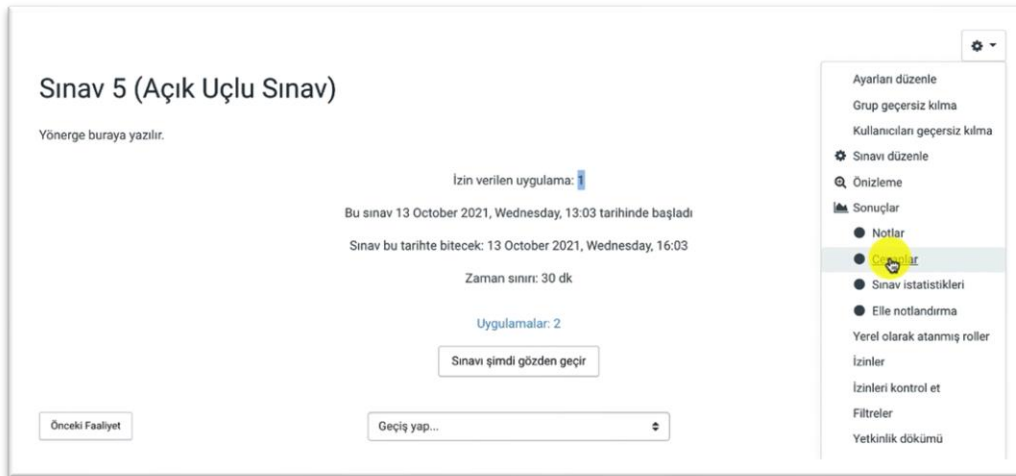 Sınav 5 (Açık Uçlu Sınav)
Yönerge buraya yazılır.
İzin verilen uygulama: 1
Bu sınav 13 October 2021, Wednesday, 13:03 tarihinde başladı
Sınav bu tarihte bitecek: 13 October 2021, Wednesday, 16:03
Zaman sınırı: 30 dk
Uygulamalar: 2
Sınavı şimdi gözden geçir
Önceki Faaliyet
Geçiş yap...
Ayarları düzenle
Grup geçersiz kılma
Kullanıcıları geçersiz kılma
Sınavı düzenle
Önizleme
Sonuçlar
Notlar
Cevaplar
Sınav istatistikleri
Elle notlandırma
Yerel olarak atanmış roller
İzinler
İzinleri kontrol et
Filtreler
Yetkinlik dökümü